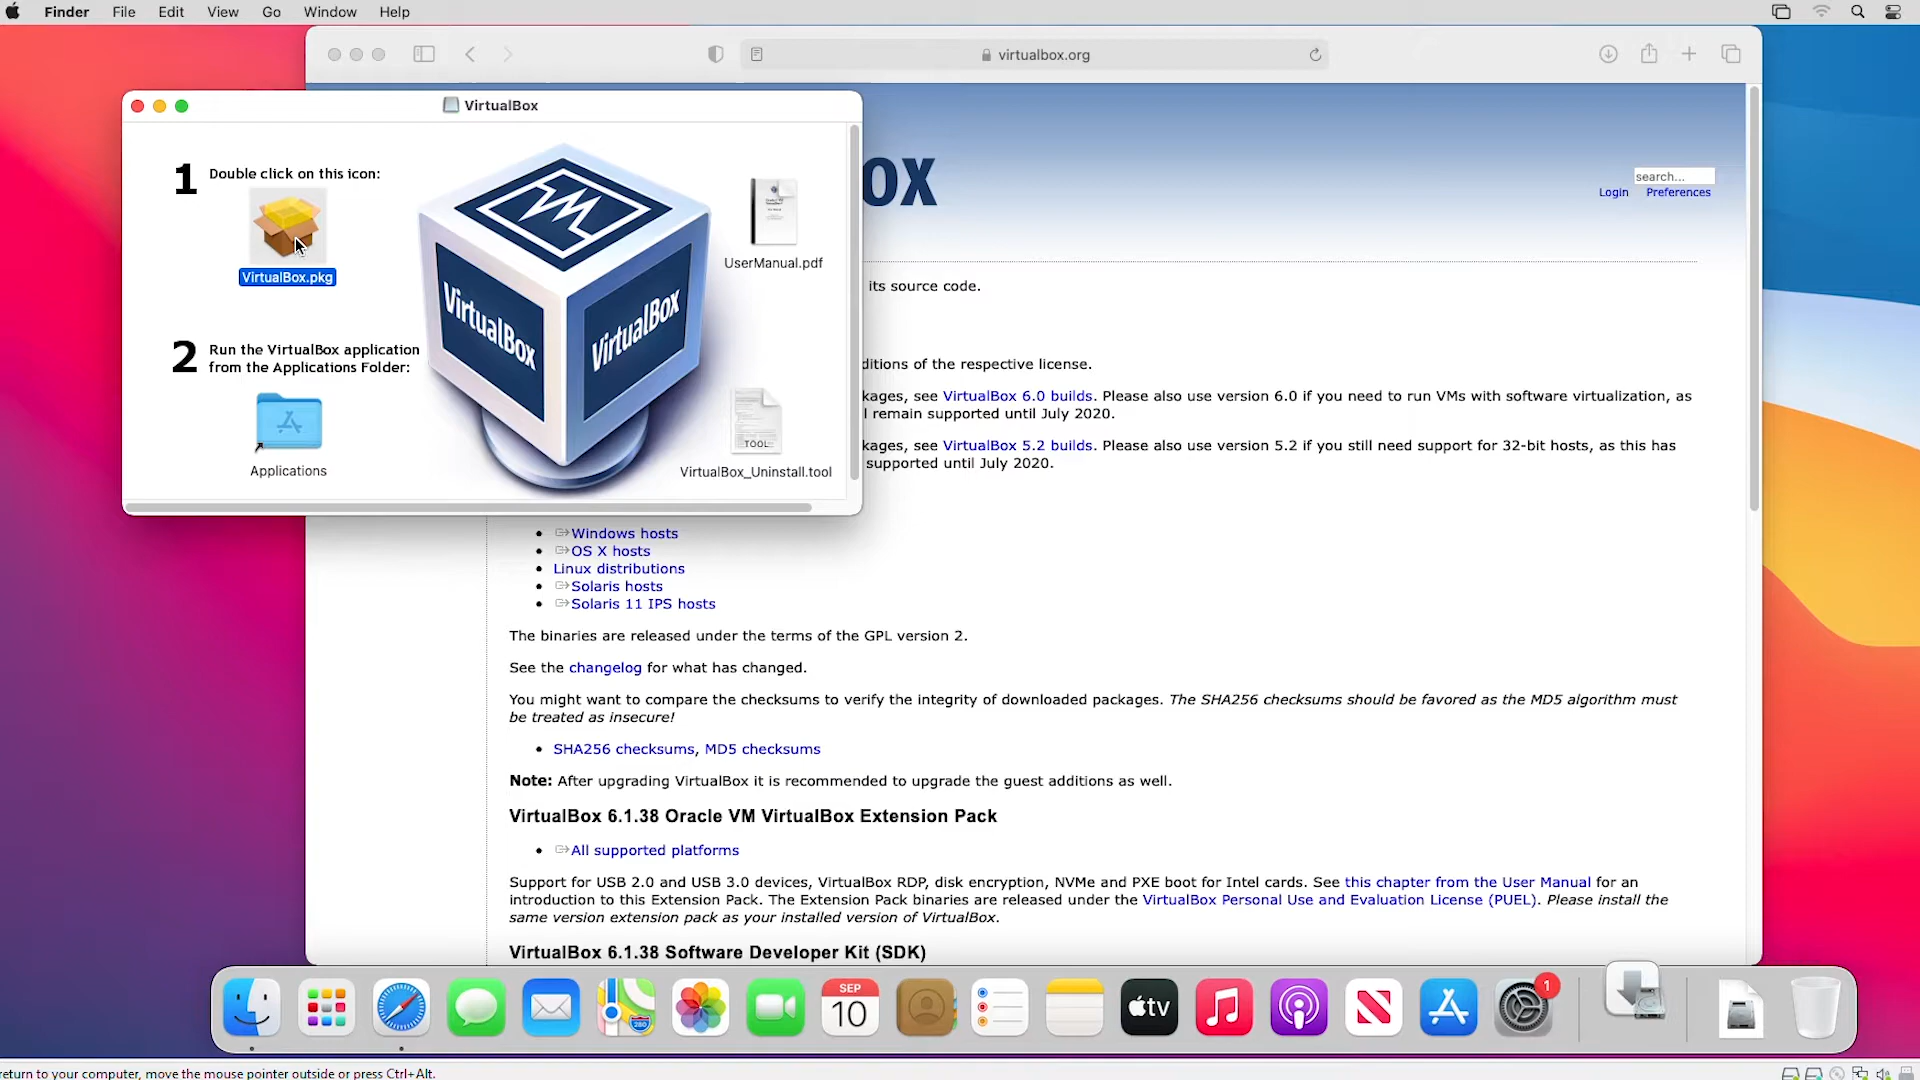 Finder File Edit View Go Window Help
virtualbox.org
VirtualBox
ox
search...
Login Preferences
1 Double click on this icon:
VirtualBox.pkg
UserManual.pdf
VirtualBox VirtualBox
2 Run the VirtualBox application
from the Applications Folder:
TOOL
Applications
VirtualBox_Uninstall.tool
its source code.
ditions of the respective license.
kages, see VirtualBox 6.0 builds. Please also use version 6.0 if you need to run VMs with software virtualization, as
l remain supported until July 2020.
kages, see VirtualBox 5.2 builds. Please also use version 5.2 if you still need support for 32-bit hosts, as this has
supported until July 2020.
• Windows hosts
• OS X hosts
• Linux distributions
• Solaris hosts
• Solaris 11 IPS hosts
The binaries are released under the terms of the GPL version 2.
See the changelog for what has changed.
You might want to compare the checksums to verify the integrity of downloaded packages. The SHA256 checksums should be favored as the MD5 algorithm must
be treated as insecure!
• SHA256 checksums, MD5 checksums
Note: After upgrading VirtualBox it is recommended to upgrade the guest additions as well.
VirtualBox 6.1.38 Oracle VM VirtualBox Extension Pack
• All supported platforms
Support for USB 2.0 and USB 3.0 devices, VirtualBox RDP, disk encryption, NVMe and PXE boot for Intel cards. See this chapter from the User Manual for an
introduction to this Extension Pack. The Extension Pack binaries are released under the VirtualBox Personal Use and Evaluation License (PUEL). Please install the
same version extension pack as your installed version of VirtualBox.
VirtualBox 6.1.38 Software Developer Kit (SDK)
280
SEP
10
tv
1
return to your computer, move the mouse pointer outside or press Ctrl+Alt.